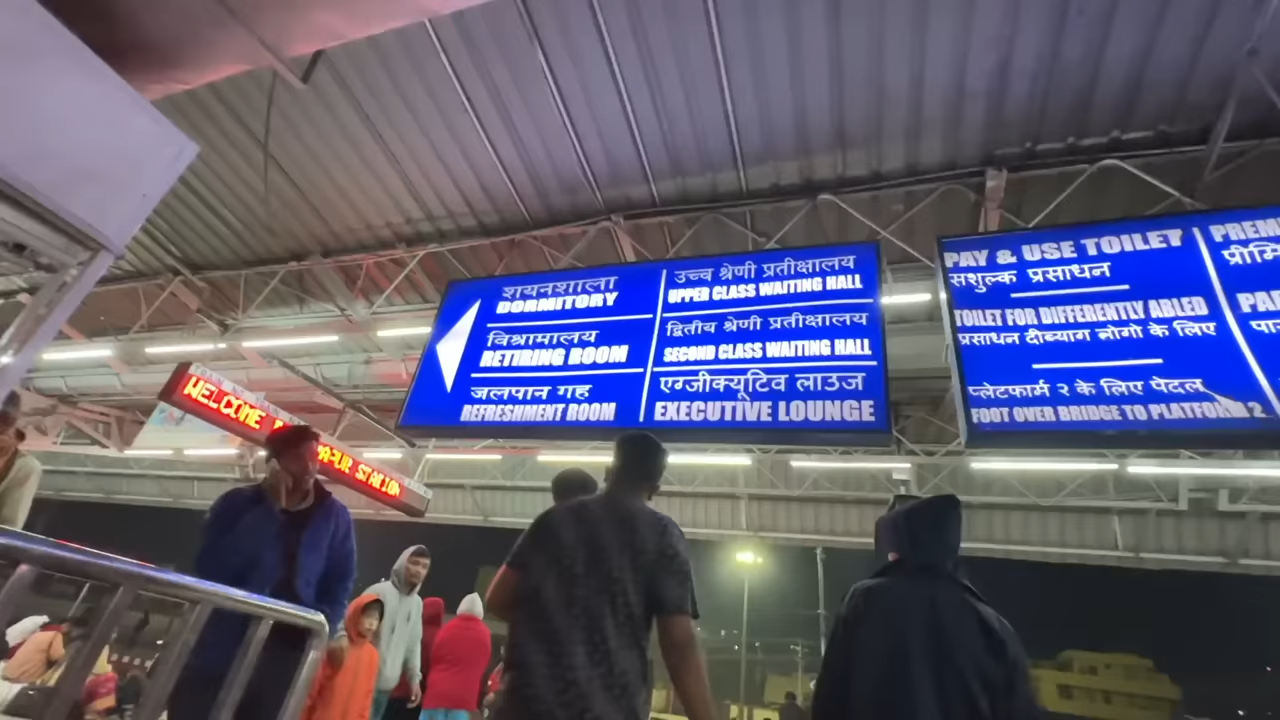 शयनशाला
DORMITORY
विश्रामालय
RETIRING ROOM
जलपान गृह
REFRESHMENT ROOM
उच्च श्रेणी प्रतीक्षालय
UPPER CLASS WAITING HALL
द्वितीय श्रेणी प्रतीक्षालय
SECOND CLASS WAITING HALL
एग्जीक्यूटिव लाउज
EXECUTIVE LOUNGE
PAY & USE TOILET
सशुल्क प्रसाधन
TOILET FOR DIFFERENTLY ABLED
प्रसाधन दीब्याग लोगो के लिए
प्लेटफार्म २ के लिए पेदल
FOOT OVER BRIDGE TO PLATFORM 2
WELCOME
STATION